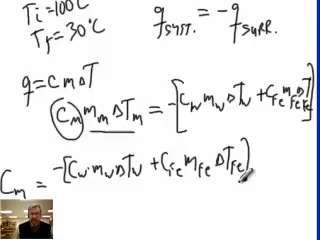 Ti = 100°C
Tf = 30°C
qSYST. = -qSURR.
q = CmΔT
Cm mm ΔTm = -[Cw mw ΔTw + CFe mFe ΔTFe]
Cm = -[Cw·mw ΔTw + CFe mFe ΔTFe]